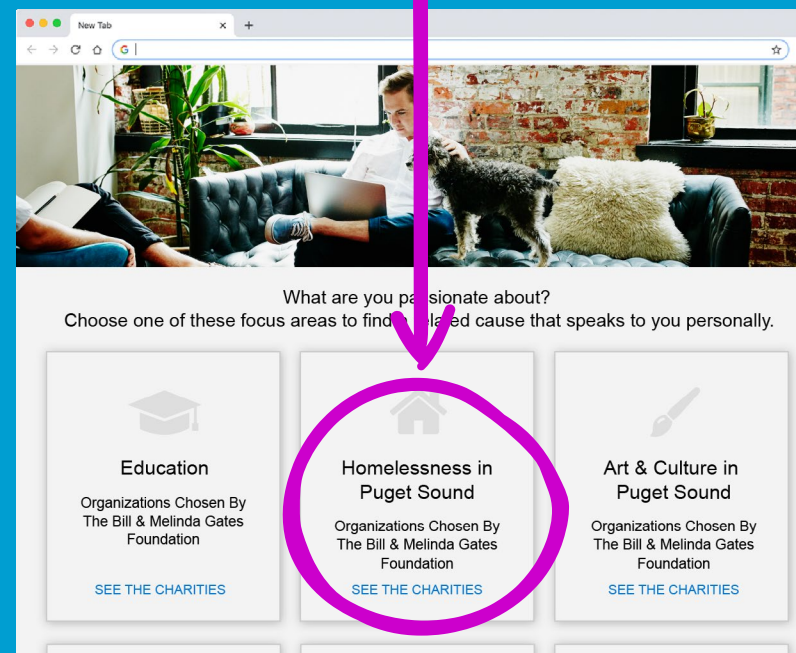 New Tab
What are you passionate about?
Choose one of these focus areas to find a related cause that speaks to you personally.
Education
Organizations Chosen By
The Bill & Melinda Gates
Foundation
SEE THE CHARITIES
Homelessness in
Puget Sound
Organizations Chosen By
The Bill & Melinda Gates
Foundation
SEE THE CHARITIES
Art & Culture in
Puget Sound
Organizations Chosen By
The Bill & Melinda Gates
Foundation
SEE THE CHARITIES